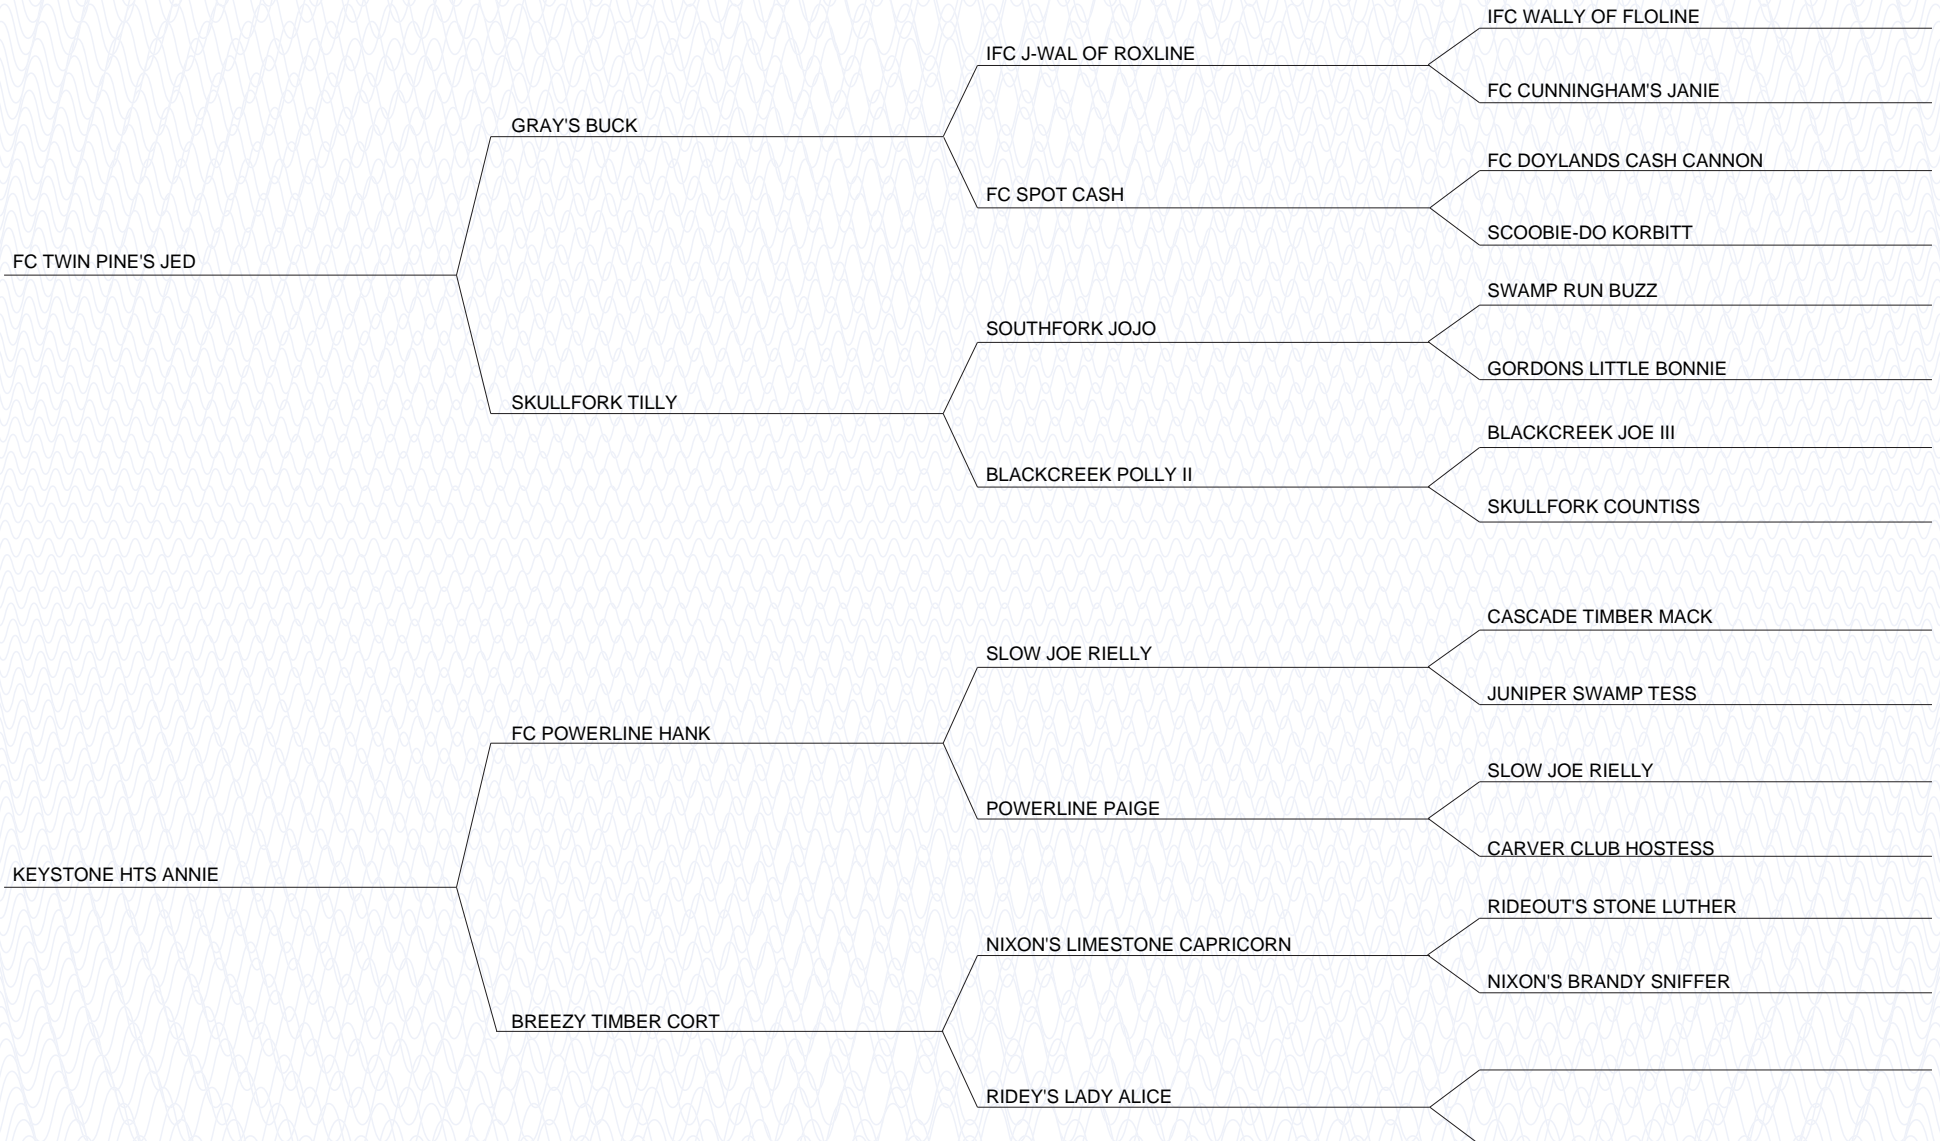 IFC WALLY OF FLOLINE
IFC J-WAL OF ROXLINE
FC CUNNINGHAM'S JANIE
GRAY'S BUCK
FC DOYLANDS CASH CANNON
FC SPOT CASH
SCOOBIE-DO KORBITT
FC TWIN PINE'S JED
SWAMP RUN BUZZ
SOUTHFORK JOJO
GORDONS LITTLE BONNIE
SKULLFORK TILLY
BLACKCREEK JOE III
BLACKCREEK POLLY II
SKULLFORK COUNTISS
CASCADE TIMBER MACK
SLOW JOE RIELLY
JUNIPER SWAMP TESS
FC POWERLINE HANK
SLOW JOE RIELLY
POWERLINE PAIGE
CARVER CLUB HOSTESS
KEYSTONE HTS ANNIE
RIDEOUT'S STONE LUTHER
NIXON'S LIMESTONE CAPRICORN
NIXON'S BRANDY SNIFFER
BREEZY TIMBER CORT
RIDEY'S LADY ALICE